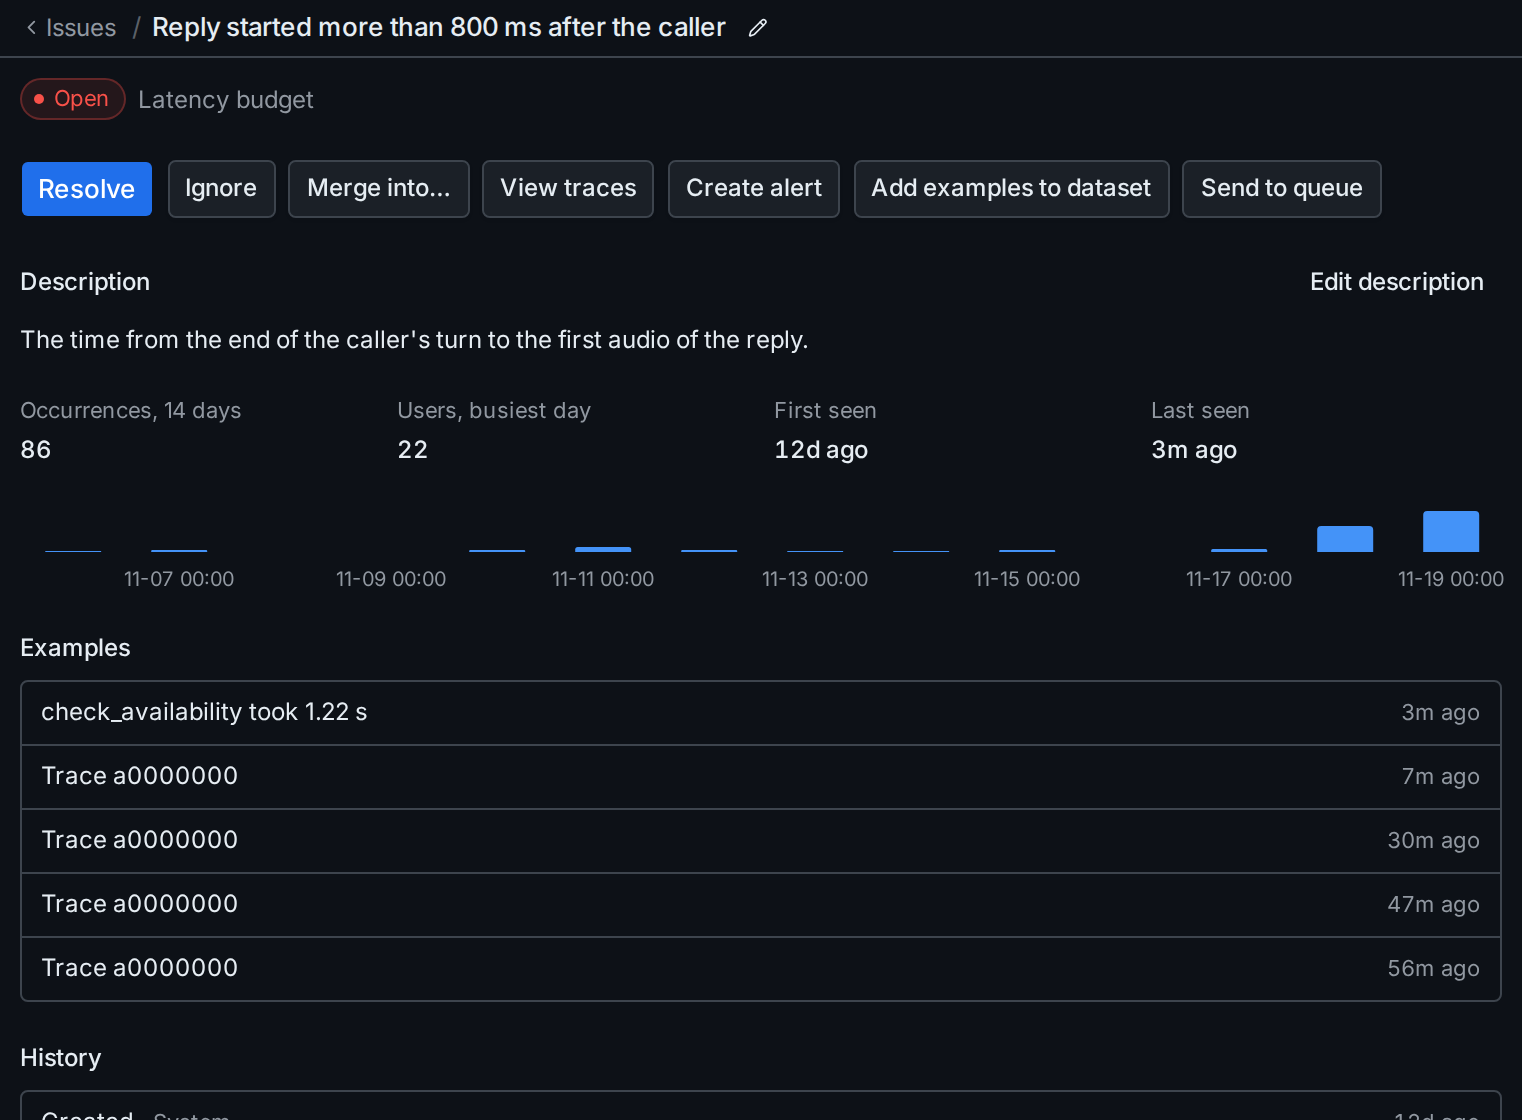 Issues / Reply started more than 800 ms after the caller
Open Latency budget
Resolve Ignore Merge into... View traces Create alert Add examples to dataset Send to queue
Description Edit description
The time from the end of the caller's turn to the first audio of the reply.
Occurrences, 14 days Users, busiest day First seen Last seen
86 22 12d ago 3m ago
11-07 00:00 11-09 00:00 11-11 00:00 11-13 00:00 11-15 00:00 11-17 00:00 11-19 00:00
Examples
check_availability took 1.22 s 3m ago
Trace a0000000 7m ago
Trace a0000000 30m ago
Trace a0000000 47m ago
Trace a0000000 56m ago
History
Created System 12d ago